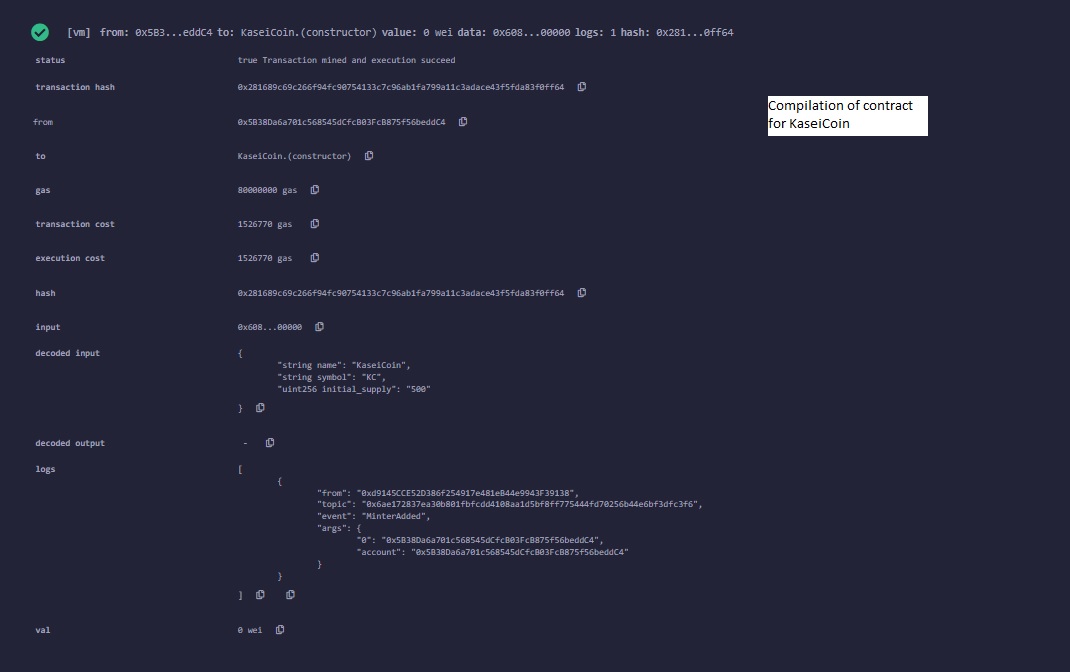 [vm] from: 0x5B3...eddC4 to: KaseiCoin.(constructor) value: 0 wei data: 0x608...00000 logs: 1 hash: 0x281...0ff64
status true Transaction mined and execution succeed
transaction hash 0x281689c69c266f94fc90754133c7c96ab1fa799a11c3adace43f5fda83f0ff64
Compilation of contract
for KaseiCoin
from 0x5B38Da6a701c568545dCfcB03FcB875f56beddC4
to KaseiCoin.(constructor)
gas 80000000 gas
transaction cost 1526770 gas
execution cost 1526770 gas
hash 0x281689c69c266f94fc90754133c7c96ab1fa799a11c3adace43f5fda83f0ff64
input 0x608...00000
decoded input {
"string name": "KaseiCoin",
"string symbol": "KC",
"uint256 initial_supply": "500"
}
decoded output -
logs [
{
"from": "0xd9145CCE52D386f254917e481eB44e9943F39138",
"topic": "0x6ae172837ea30b801fbfcdd4108aa1d5bf8ff775444fd70256b44e6bf3dfc3f6",
"event": "MinterAdded",
"args": {
"0": "0x5B38Da6a701c568545dCfcB03FcB875f56beddC4",
"account": "0x5B38Da6a701c568545dCfcB03FcB875f56beddC4"
}
}
]
val 0 wei